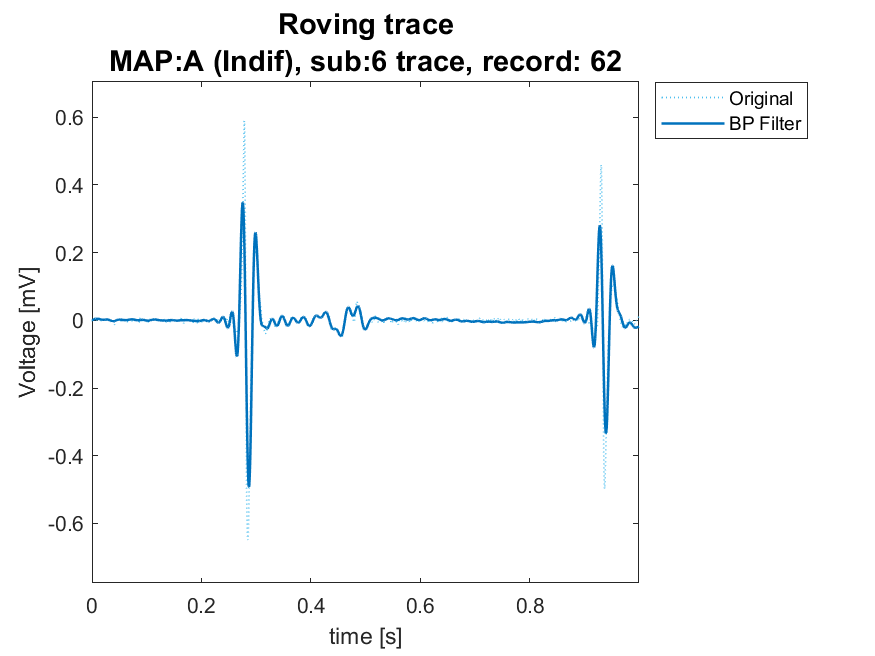 Roving trace
MAP:A (Indif), sub:6 trace, record: 62
Original
BP Filter
0.6
0.4
0.2
0
-0.2
-0.4
-0.6
Voltage [mV]
0
0.2
0.4
0.6
0.8
time [s]